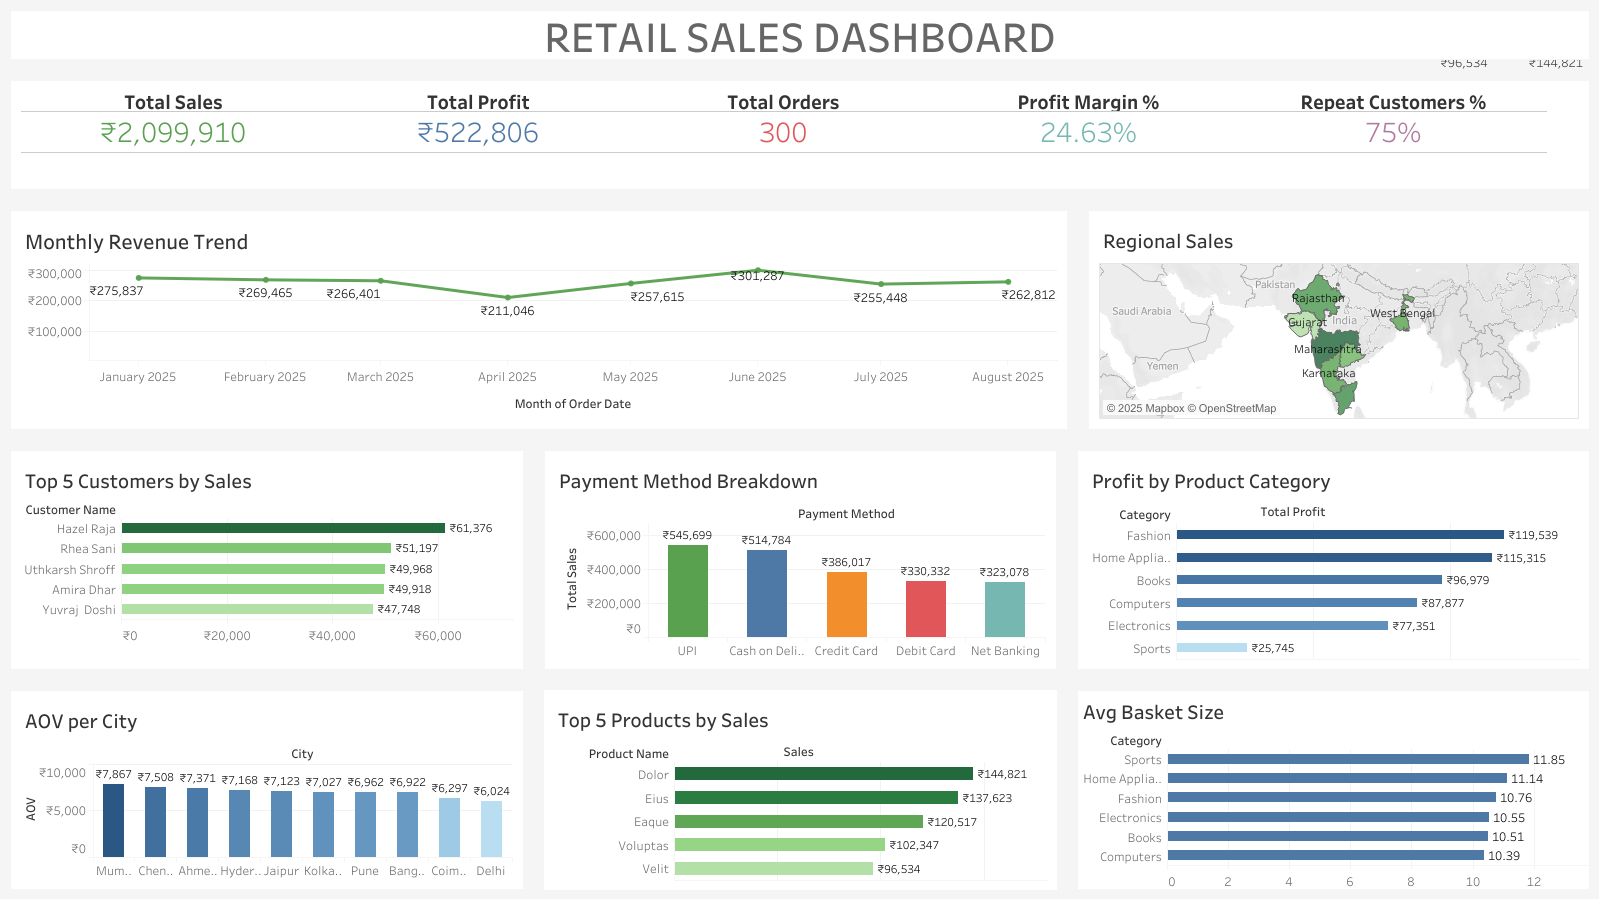 RETAIL SALES DASHBOARD
₹96,534 ₹144,821
Total Sales Total Profit Total Orders Profit Margin % Repeat Customers %
₹2,099,910 ₹522,806 300 24.63% 75%
Monthly Revenue Trend
₹300,000
₹200,000
₹100,000
₹275,837 ₹269,465 ₹266,401 ₹211,046 ₹257,615 ₹301,287 ₹255,448 ₹262,812
January 2025 February 2025 March 2025 April 2025 May 2025 June 2025 July 2025 August 2025
Month of Order Date
Regional Sales
Pakistan
Rajasthan
Saudi Arabia
Gujarat India West Bengal
Maharashtra
Yemen
Karnataka
© 2025 Mapbox © OpenStreetMap
Top 5 Customers by Sales
Customer Name
Hazel Raja ₹61,376
Rhea Sani ₹51,197
Uthkarsh Shroff ₹49,968
Amira Dhar ₹49,918
Yuvraj Doshi ₹47,748
₹0 ₹20,000 ₹40,000 ₹60,000
Payment Method Breakdown
Payment Method
Total Sales
₹600,000
₹400,000
₹200,000
₹0
₹545,699 ₹514,784 ₹386,017 ₹330,332 ₹323,078
UPI Cash on Deli.. Credit Card Debit Card Net Banking
Profit by Product Category
Category Total Profit
Fashion ₹119,539
Home Applia.. ₹115,315
Books ₹96,979
Computers ₹87,877
Electronics ₹77,351
Sports ₹25,745
AOV per City
City
AOV
₹10,000
₹5,000
₹0
₹7,867 ₹7,508 ₹7,371 ₹7,168 ₹7,123 ₹7,027 ₹6,962 ₹6,922 ₹6,297 ₹6,024
Mum.. Chen.. Ahme.. Hyder.. Jaipur Kolka.. Pune Bang.. Coim.. Delhi
Top 5 Products by Sales
Product Name Sales
Dolor ₹144,821
Eius ₹137,623
Eaque ₹120,517
Voluptas ₹102,347
Velit ₹96,534
Avg Basket Size
Category
Sports 11.85
Home Applia.. 11.14
Fashion 10.76
Electronics 10.55
Books 10.51
Computers 10.39
0 2 4 6 8 10 12